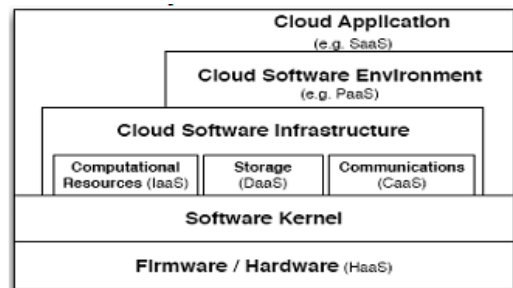 Cloud Application
(e.g. SaaS)
Cloud Software Environment
(e.g. PaaS)
Cloud Software Infrastructure
Computational
Resources (IaaS)
Storage
(DaaS)
Communications
(CaaS)
Software Kernel
Firmware / Hardware (HaaS)